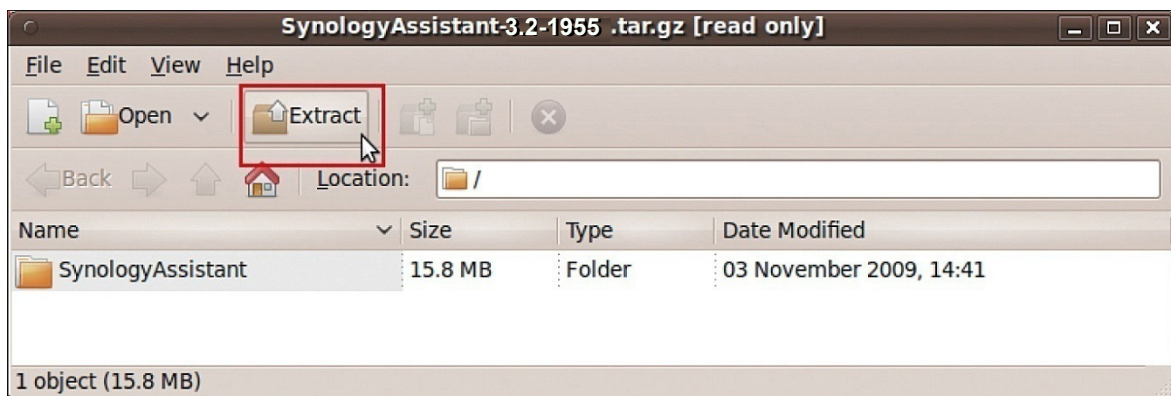 SynologyAssistant-3.2-1955 .tar.gz [read only]
File Edit View Help
Open Extract
Back Location: /
Name Size Type Date Modified
SynologyAssistant 15.8 MB Folder 03 November 2009, 14:41
1 object (15.8 MB)